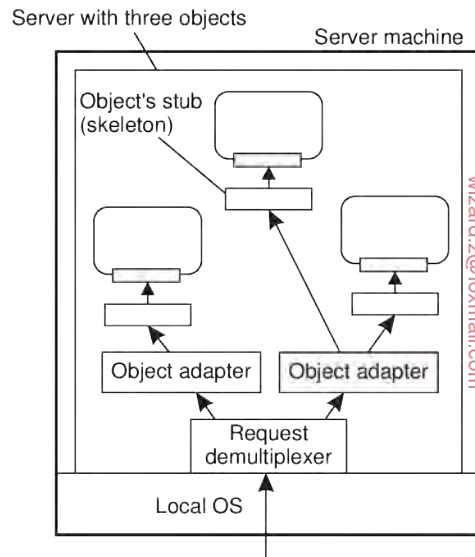 Server with three objects
Server machine
Object's stub
(skeleton)
Object adapter
Object adapter
Request
demultiplexer
Local OS
wizard.z@foxmail.com